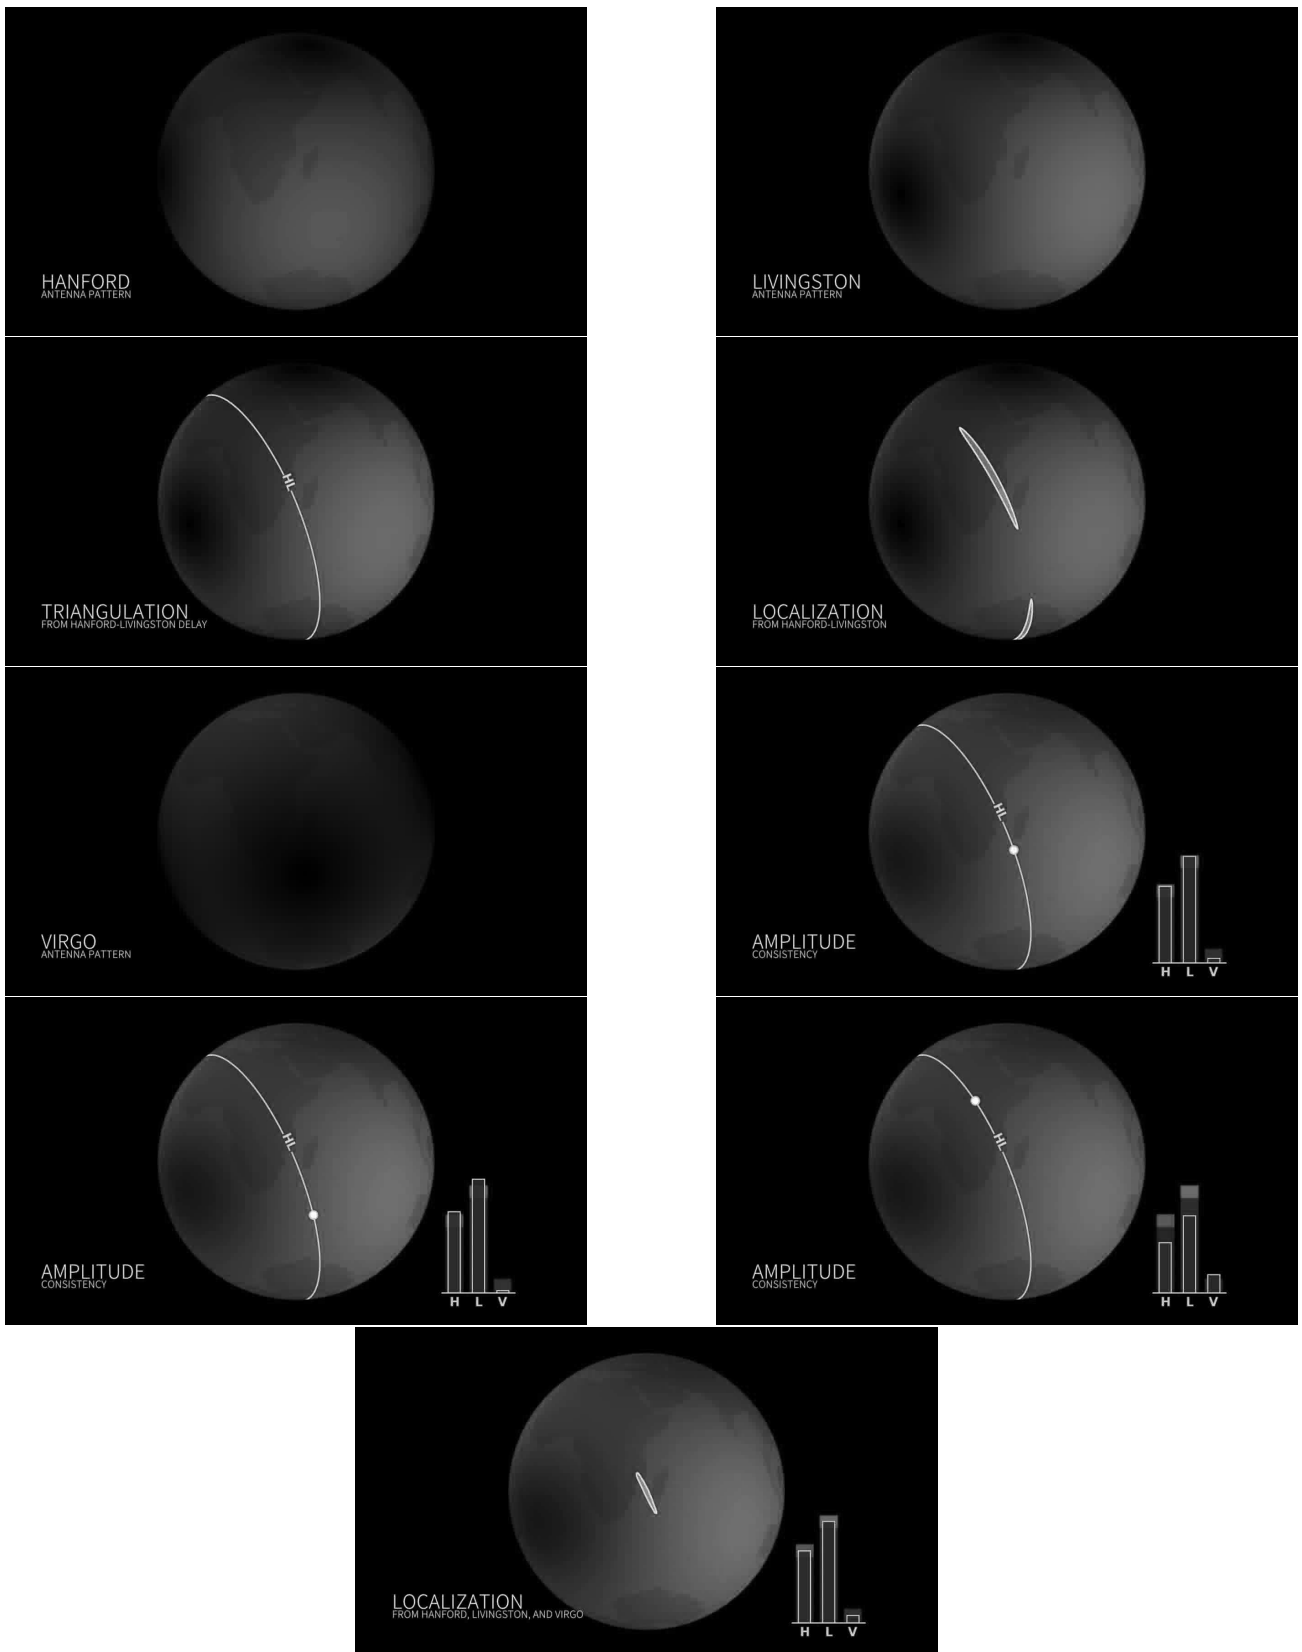 HANFORD
ANTENNA PATTERN
LIVINGSTON
ANTENNA PATTERN
HL
TRIANGULATION
FROM HANFORD-LIVINGSTON DELAY
LOCALIZATION
FROM HANFORD-LIVINGSTON
VIRGO
ANTENNA PATTERN
HL
AMPLITUDE
CONSISTENCY
H L V
HL
AMPLITUDE
CONSISTENCY
H L V
HL
AMPLITUDE
CONSISTENCY
H L V
LOCALIZATION
FROM HANFORD, LIVINGSTON, AND VIRGO
H L V